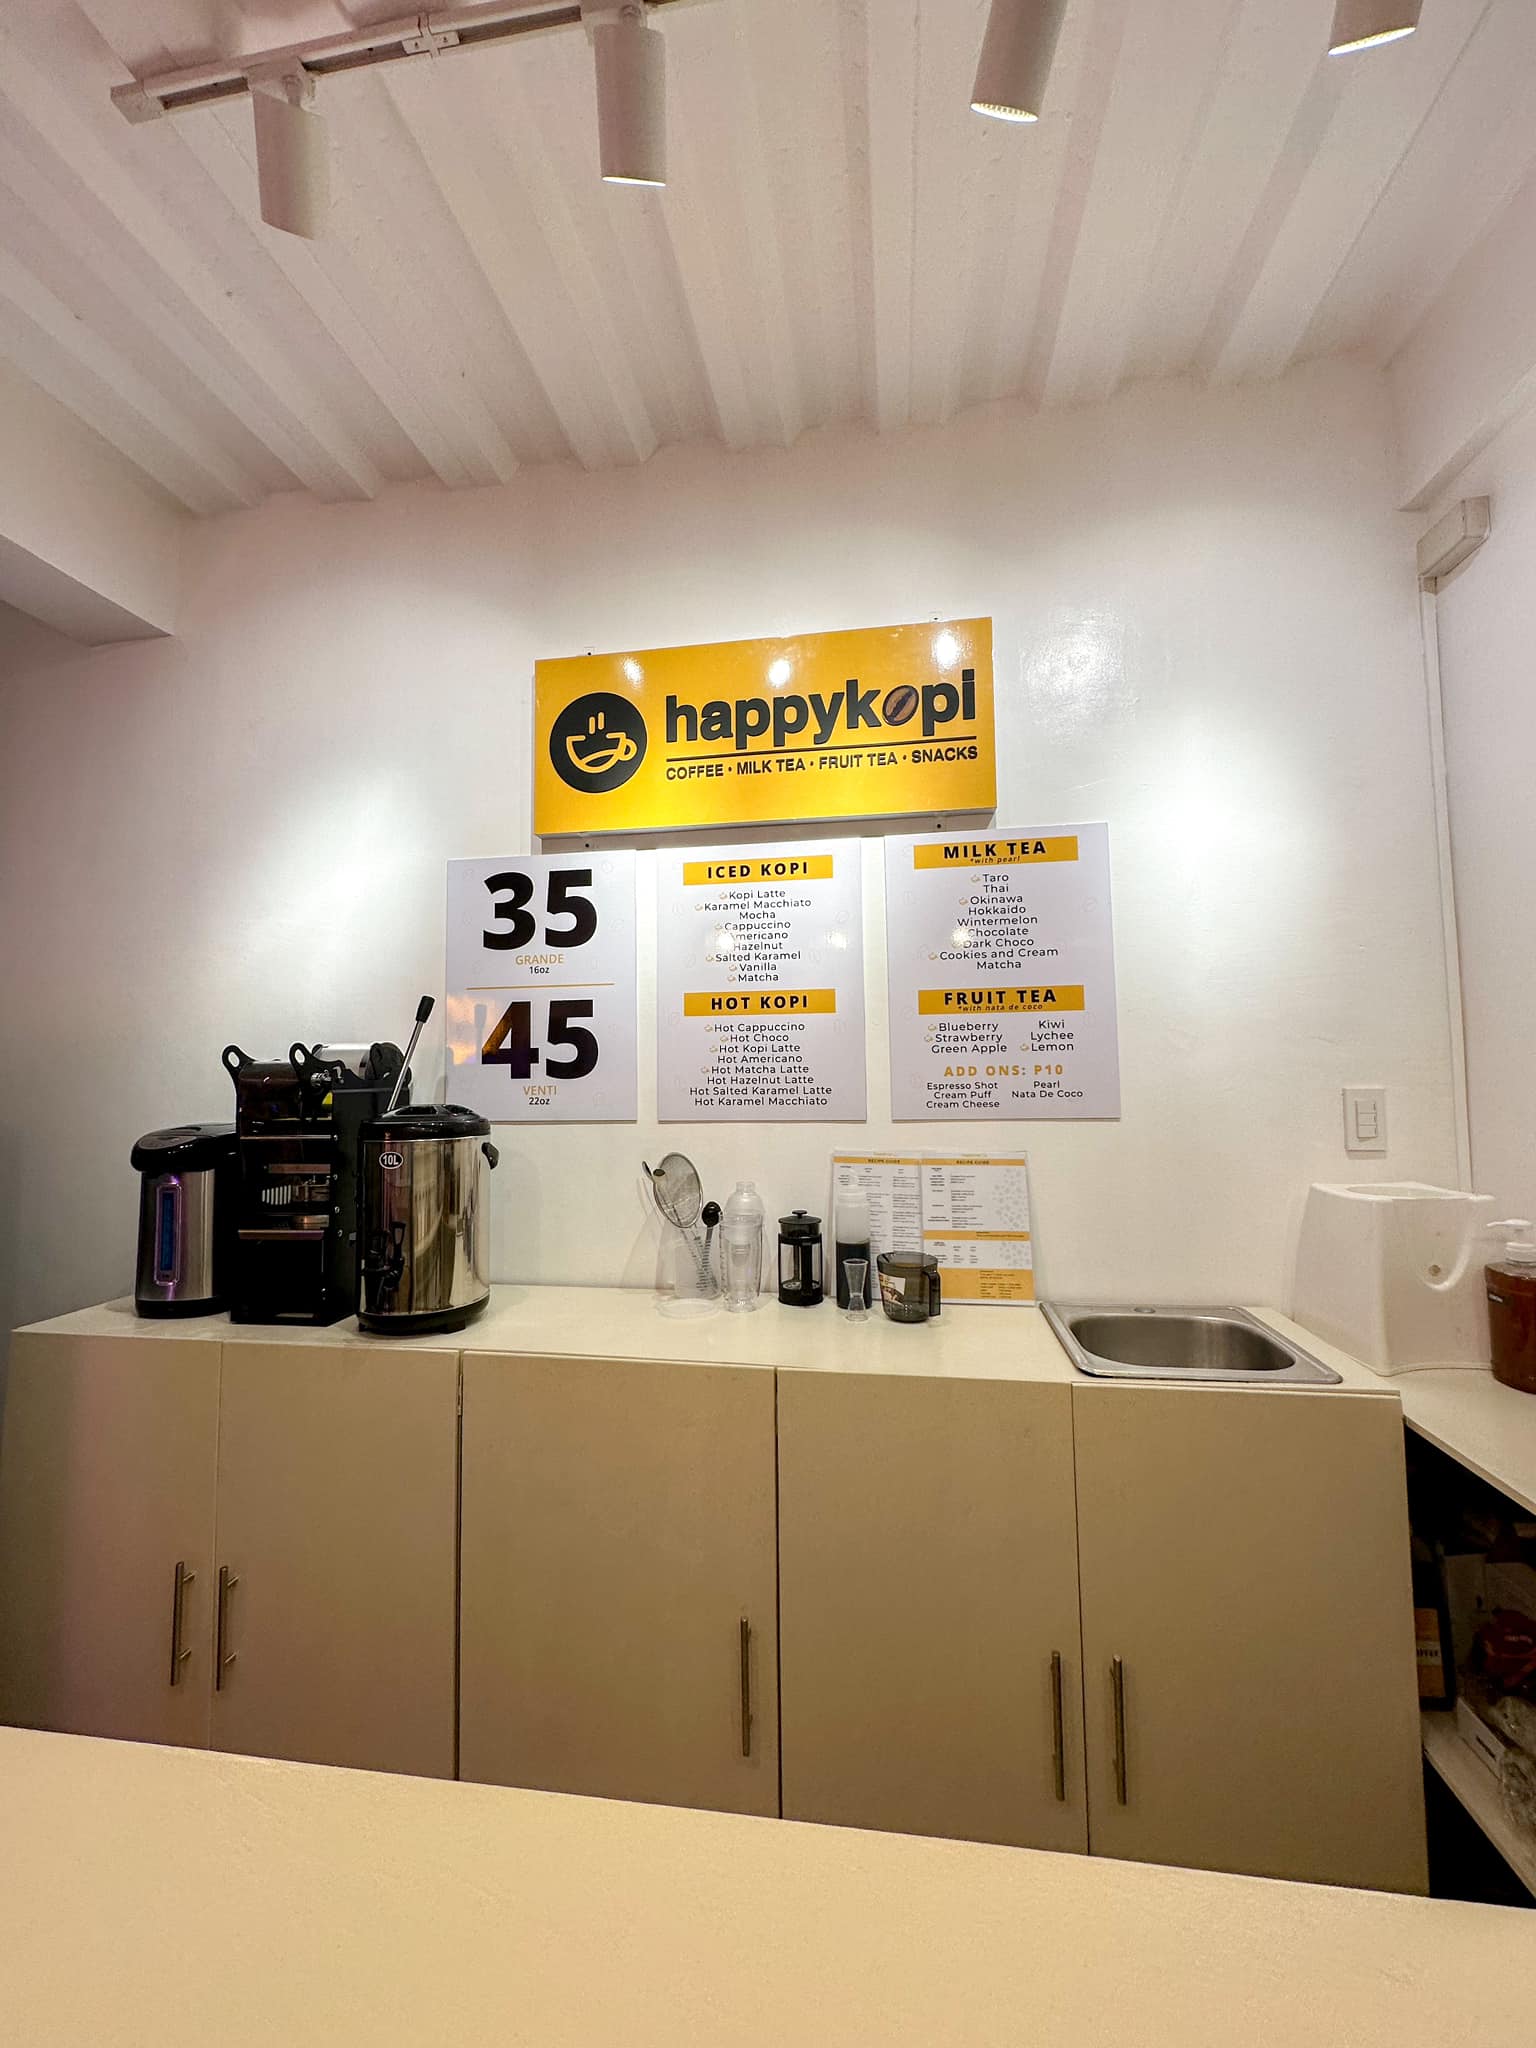 happykopi
COFFEE • MILK TEA • FRUIT TEA • SNACKS
35
GRANDE
16oz
45
VENTI
22oz
ICED KOPI
Kopi Latte
Karamel Macchiato
Mocha
Cappuccino
Americano
Hazelnut
Salted Karamel
Vanilla
Matcha
HOT KOPI
Hot Cappuccino
Hot Choco
Hot Kopi Latte
Hot Americano
Hot Matcha Latte
Hot Hazelnut Latte
Hot Salted Karamel Latte
Hot Karamel Macchiato
MILK TEA
*with pearl
Taro
Thai
Okinawa
Hokkaido
Wintermelon
Chocolate
Dark Choco
Cookies and Cream
Matcha
FRUIT TEA
*with nata de coco
Blueberry
Strawberry
Green Apple
Kiwi
Lychee
Lemon
ADD ONS: P10
Espresso Shot
Cream Puff
Cream Cheese
Pearl
Nata De Coco
10L
RECIPE GUIDE
RECIPE GUIDE